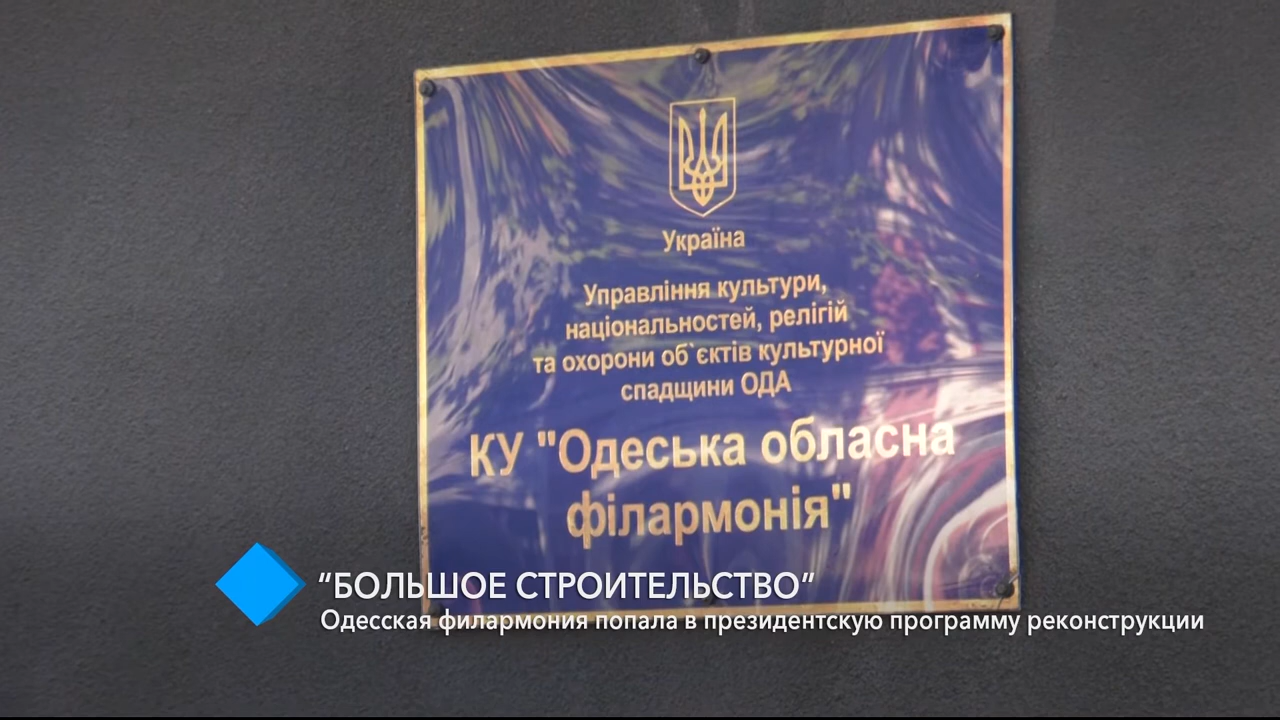 Україна
Управління культури,
національностей, релігій
та охорони об`єктів культурної
спадщини ОДА
КУ "Одеська обласна
філармонія"
“БОЛЬШОЕ СТРОИТЕЛЬСТВО”
Одесская филармония попала в президентскую программу реконструкции